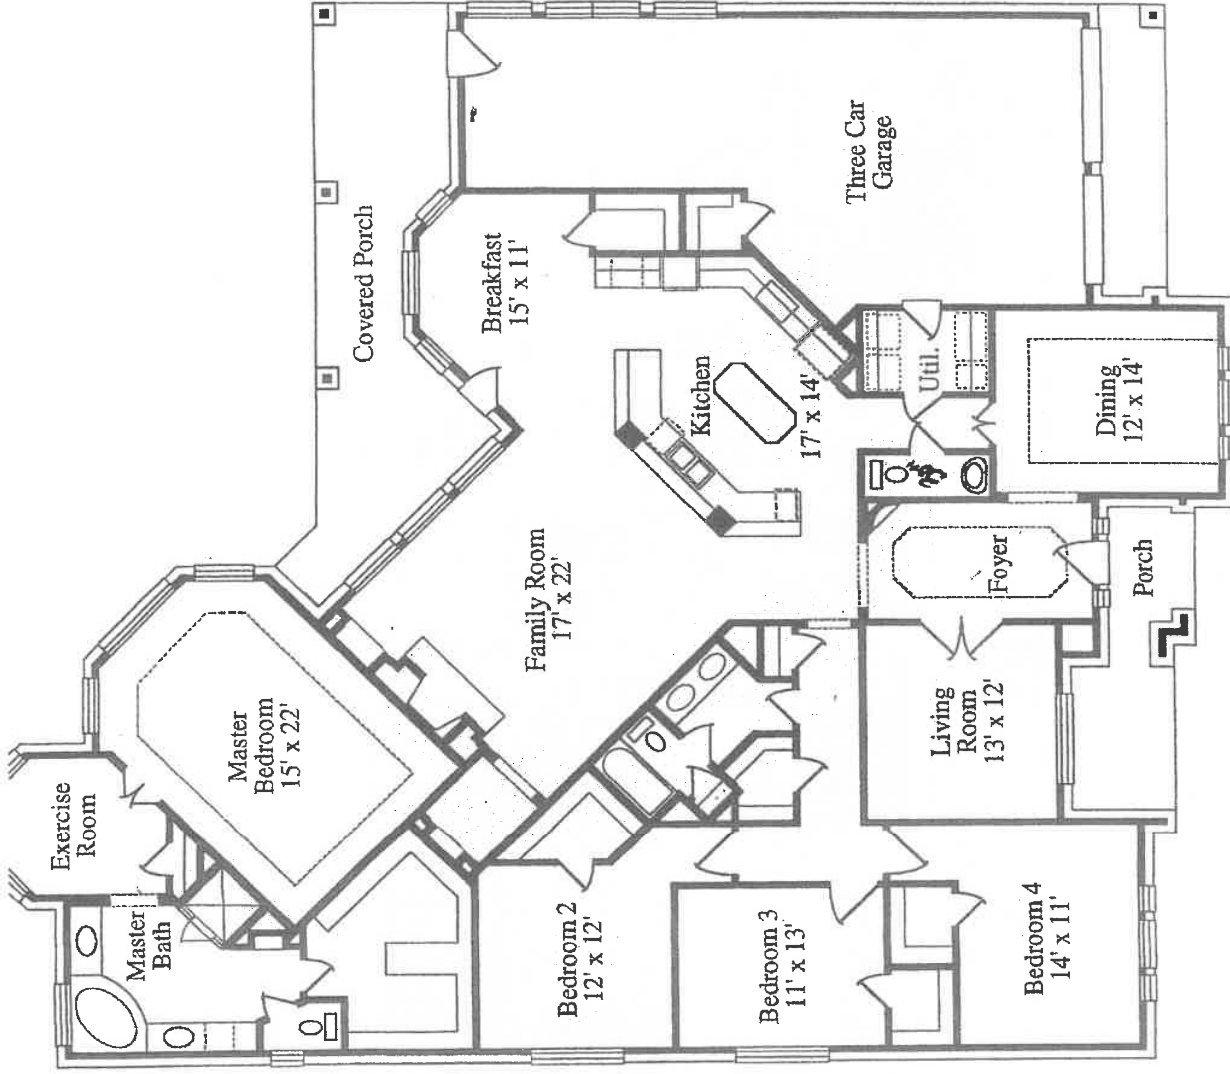 Exercise
Room
Master
Bath
Master
Bedroom
15' x 22'
Covered Porch
Breakfast
15' x 11'
Three Car
Garage
Family Room
17' x 22'
Kitchen
17' x 14'
Util.
Dining
12' x 14'
Foyer
Porch
Living
Room
13' x 12'
Bedroom 2
12' x 12'
Bedroom 3
11' x 13'
Bedroom 4
14' x 11'